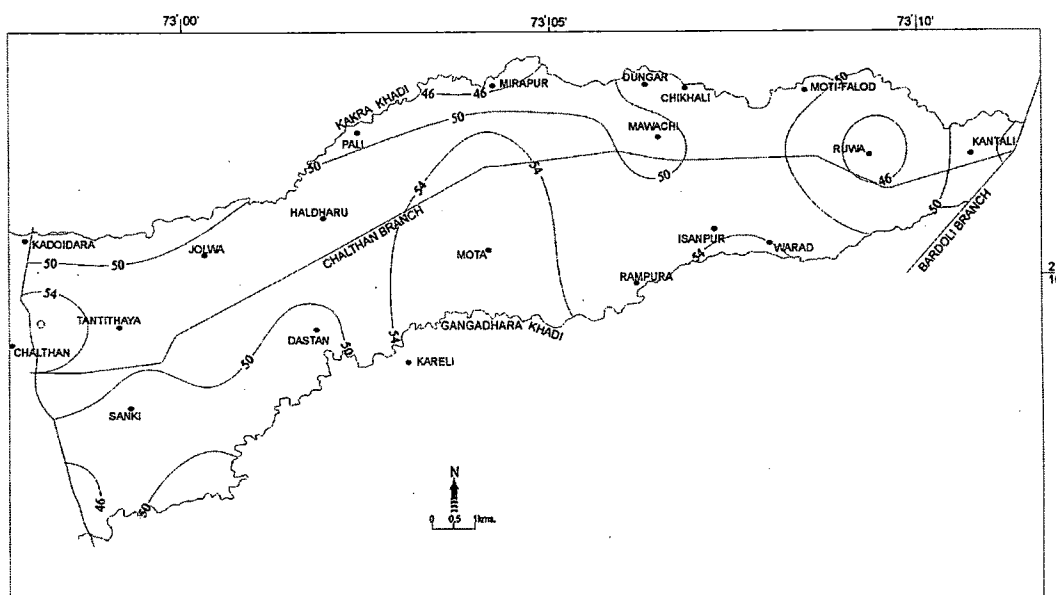 73°00' 73°05' 73°10'
50
46 46 MIRAPUR DUNGAR CHIKHALI MOTI-FALOD
KAKRA KHADI
50
PALI MAWACHI
RUWA KANTALI
50 54 54 50 46
HALDHARU
CHALTHAN BRANCH
50
KADOIDARA JOLWA MOTA ISANPUR WARAD BARDOLI BRANCH
50 50 54
54 RAMPURA
TANTITHAYA DASTAN GANGADHARA KHADI
CHALTHAN 50 54
50 KARELI
SANKI
N
46 50
0 0.5 1kms.